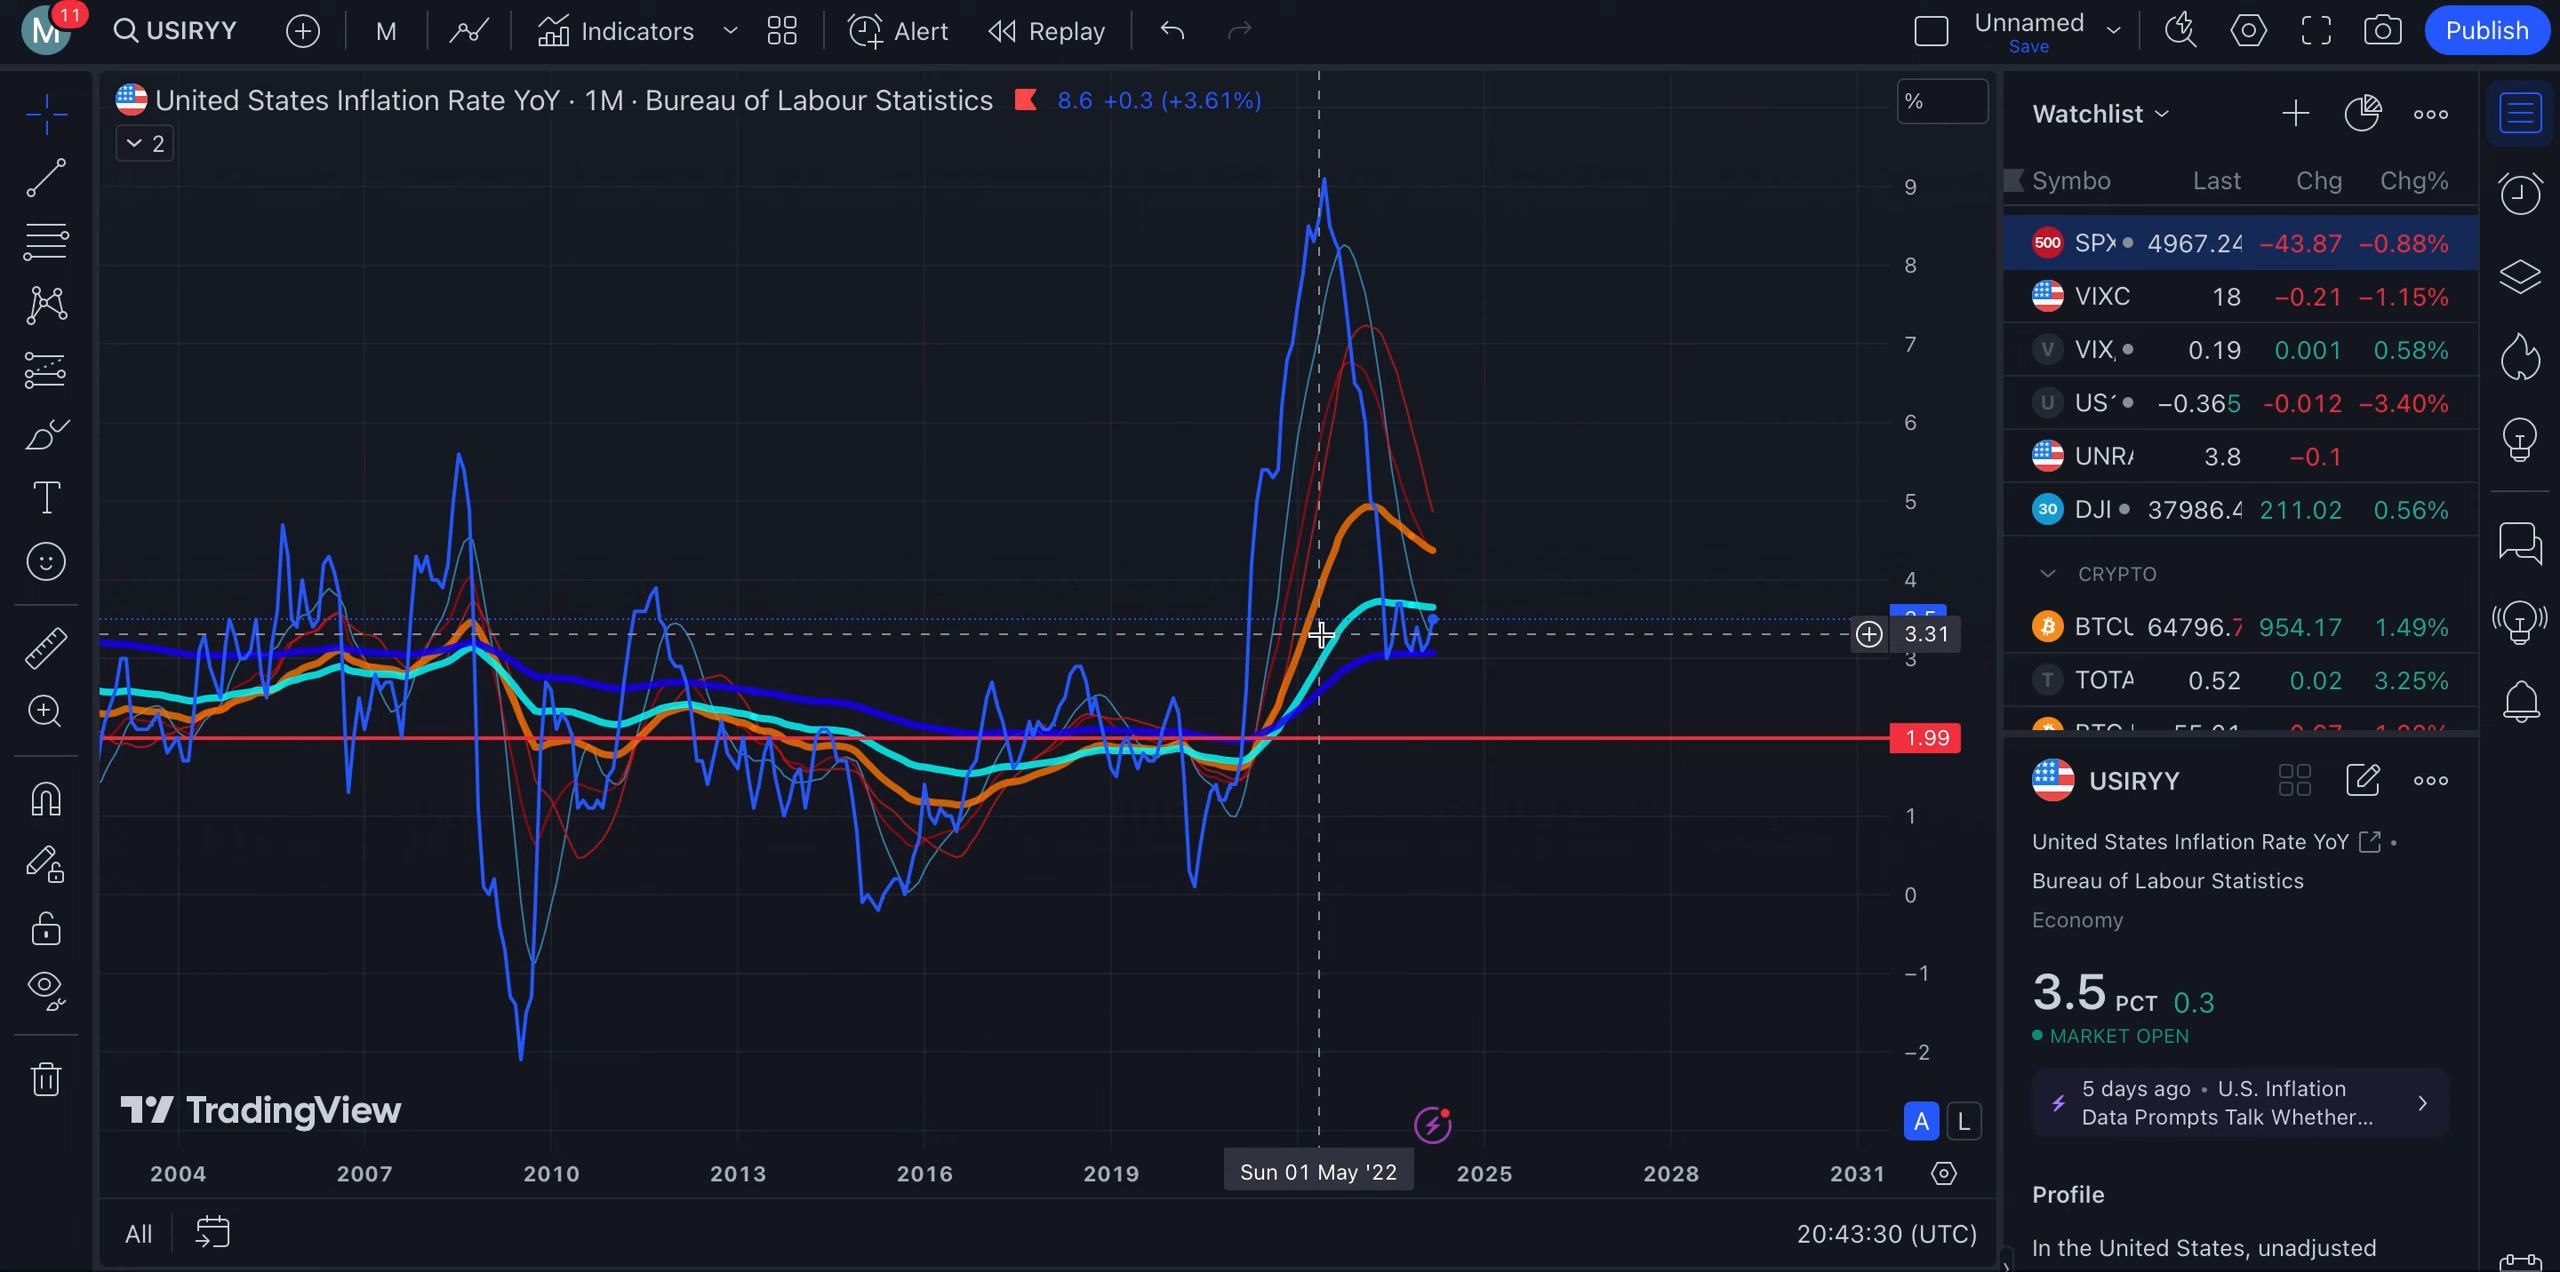 M 11 USIRYY M Indicators Alert Replay Unnamed Save Publish
United States Inflation Rate YoY · 1M · Bureau of Labour Statistics 8.6 +0.3 (+3.61%)
2
%
9
8
7
6
5
4
3.31
3
1.99
1
0
−1
−2
TradingView
A L
2004 2007 2010 2013 2016 2019 Sun 01 May '22 2025 2028 2031
All 20:43:30 (UTC)
Watchlist
Symbo Last Chg Chg%
500 SPX 4967.24 −43.87 −0.88%
VIXC 18 −0.21 −1.15%
V VIX 0.19 0.001 0.58%
U US −0.365 -0.012 −3.40%
UNRA 3.8 −0.1
30 DJI 37986.4 211.02 0.56%
CRYPTO
BTCU 64796.7 954.17 1.49%
T TOTA 0.52 0.02 3.25%
USIRYY
United States Inflation Rate YoY •
Bureau of Labour Statistics
Economy
3.5 PCT 0.3
MARKET OPEN
5 days ago • U.S. Inflation
Data Prompts Talk Whether...
Profile
In the United States, unadjusted